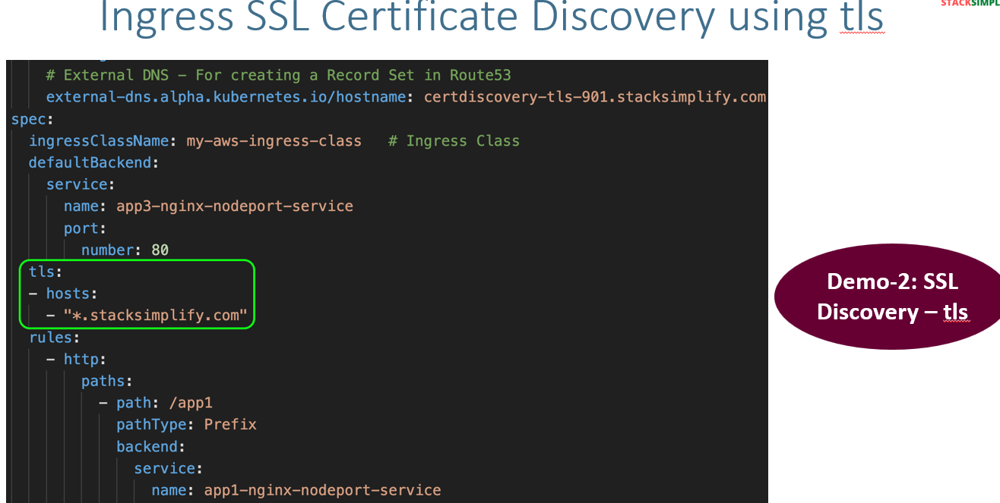 Ingress SSL Certificate Discovery using tls
STACKSIMPL
# External DNS – For creating a Record Set in Route53
external-dns.alpha.kubernetes.io/hostname: certdiscovery-tls-901.stacksimplify.com
spec:
ingressClassName: my-aws-ingress-class   # Ingress Class
defaultBackend:
service:
name: app3-nginx-nodeport-service
port:
number: 80
tls:
- hosts:
- "*.stacksimplify.com"
rules:
- http:
paths:
- path: /app1
pathType: Prefix
backend:
service:
name: app1-nginx-nodeport-service
Demo-2: SSL
Discovery – tls